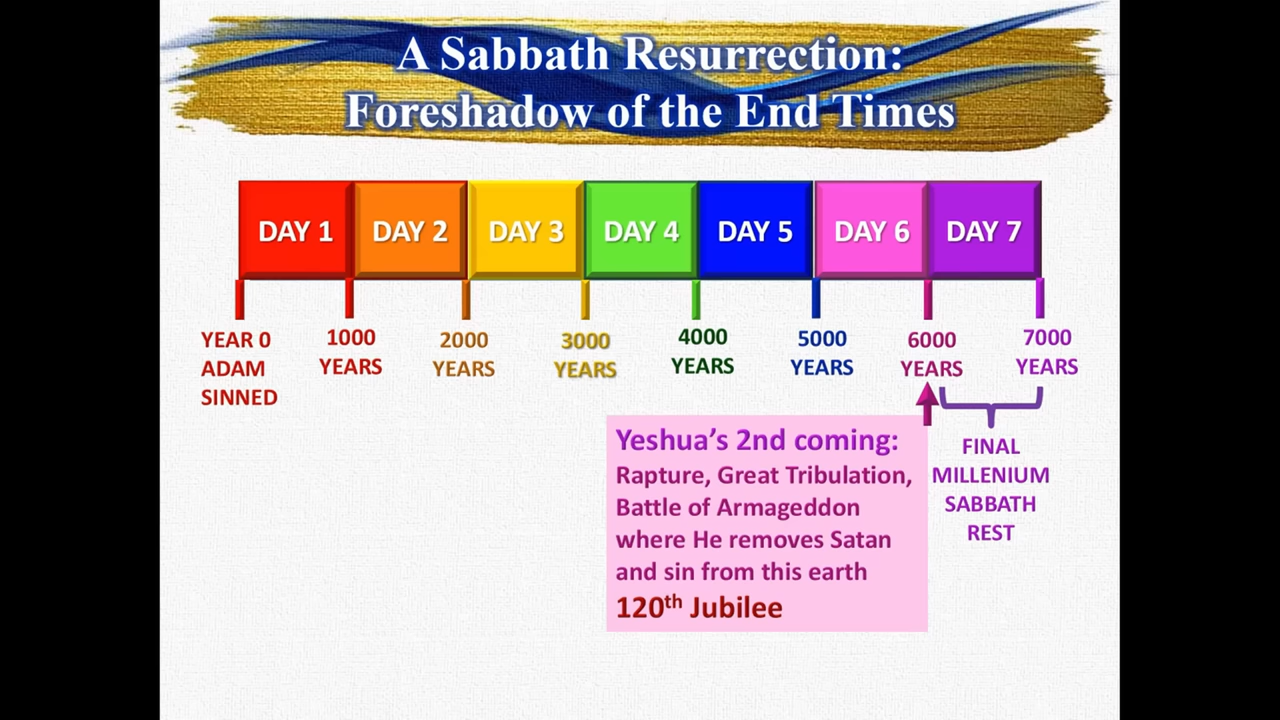 A Sabbath Resurrection:
Foreshadow of the End Times
DAY 1
DAY 2
DAY 3
DAY 4
DAY 5
DAY 6
DAY 7
YEAR 0
ADAM
SINNED
1000
YEARS
2000
YEARS
3000
YEARS
4000
YEARS
5000
YEARS
6000
YEARS
7000
YEARS
Yeshua’s 2nd coming:
Rapture, Great Tribulation,
Battle of Armageddon
where He removes Satan
and sin from this earth
120th Jubilee
FINAL
MILLENIUM
SABBATH
REST